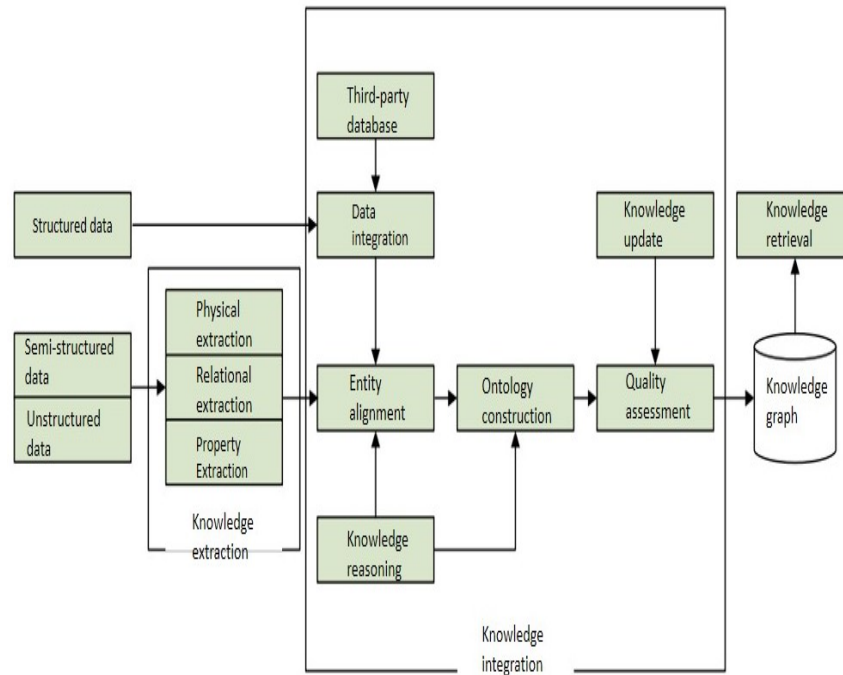 Third-party
database
Structured data
Data
integration
Knowledge
update
Knowledge
retrieval
Semi-structured
data
Unstructured
data
Physical
extraction
Relational
extraction
Property
Extraction
Knowledge
extraction
Entity
alignment
Ontology
construction
Quality
assessment
Knowledge
graph
Knowledge
reasoning
Knowledge
integration